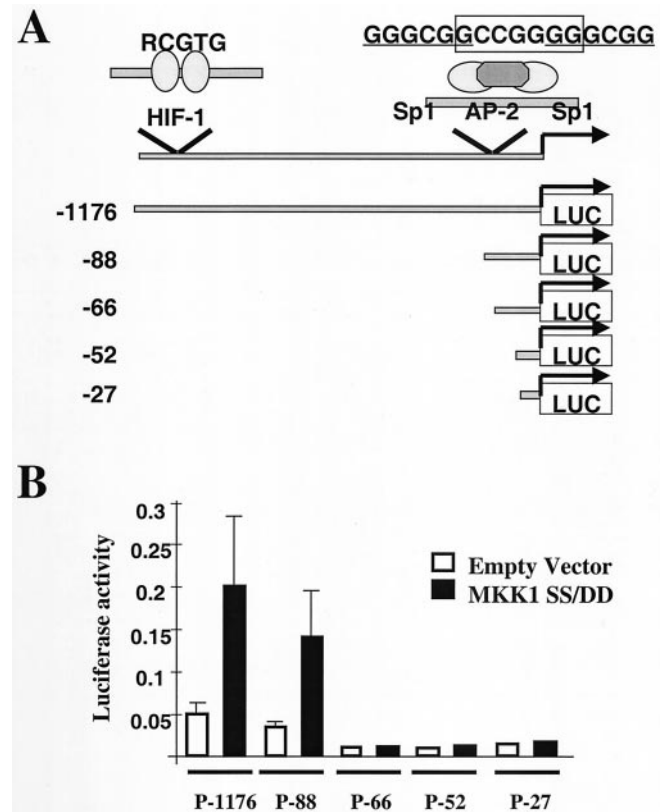 A
RCGTG
GGGCGGCCGGGGGGCGG
HIF-1
Sp1 AP-2 Sp1
-1176 LUC
-88 LUC
-66 LUC
-52 LUC
-27 LUC
B
Luciferase activity
0.3
0.25
0.2
0.15
0.1
0.05
Empty Vector
MKK1 SS/DD
P-1176 P-88 P-66 P-52 P-27